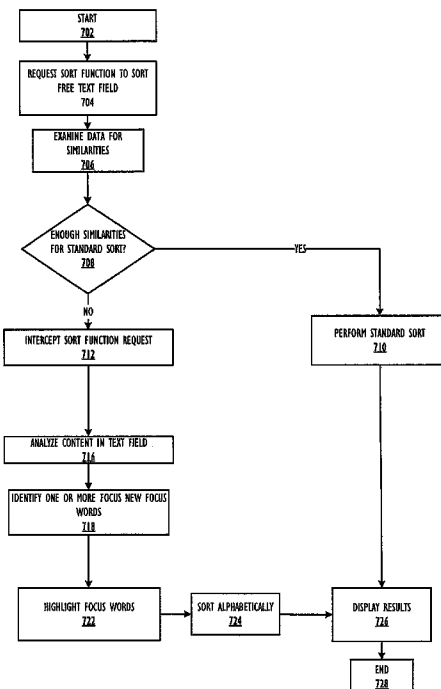 START
702
REQUEST SORT FUNCTION TO SORT
FREE TEXT FIELD
704
EXAMINE DATA FOR
SIMILARITIES
706
ENOUGH SIMILARITIES
FOR STANDARD SORT?
708
YES
NO
INTERCEPT SORT FUNCTION REQUEST
712
PERFORM STANDARD SORT
710
ANALYZE CONTENT IN TEXT FIELD
716
IDENTIFY ONE OR MORE FOCUS NEW FOCUS
WORDS
718
HIGHLIGHT FOCUS WORDS
722
SORT ALPHABETICALLY
724
DISPLAY RESULTS
726
END
728